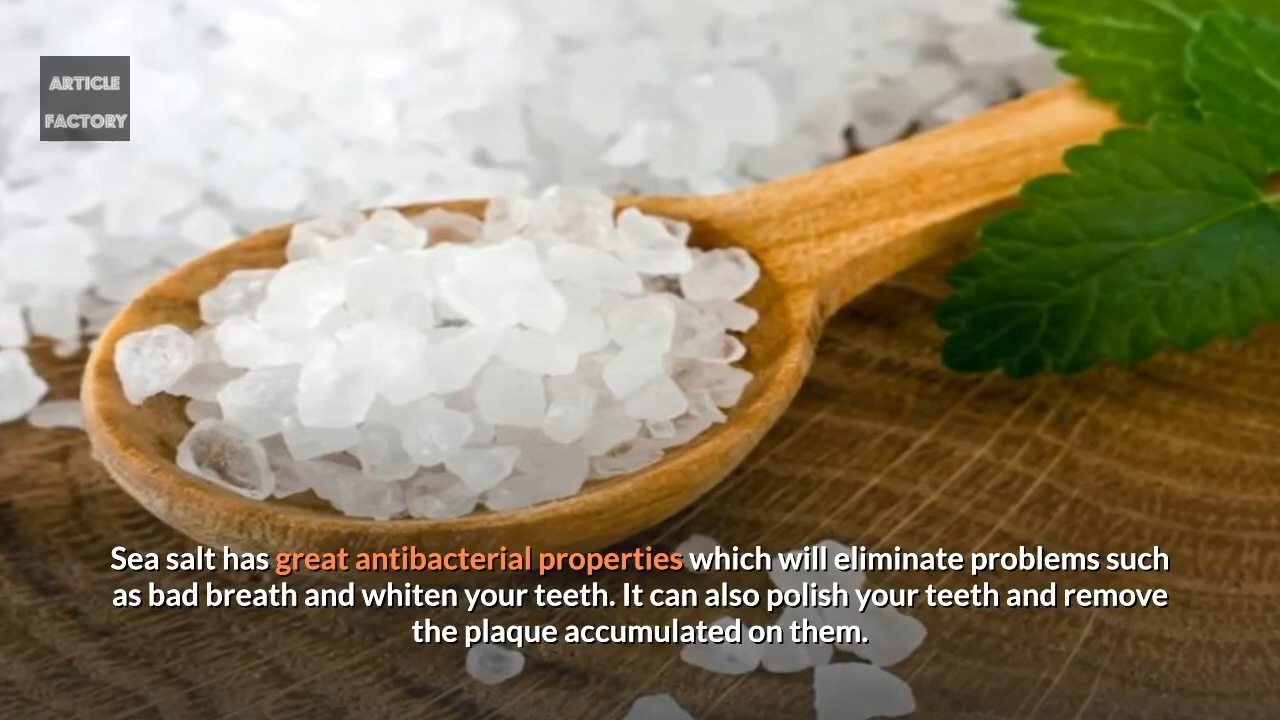 ARTICLE
FACTORY
Sea salt has great antibacterial properties which will eliminate problems such
as bad breath and whiten your teeth. It can also polish your teeth and remove
the plaque accumulated on them.